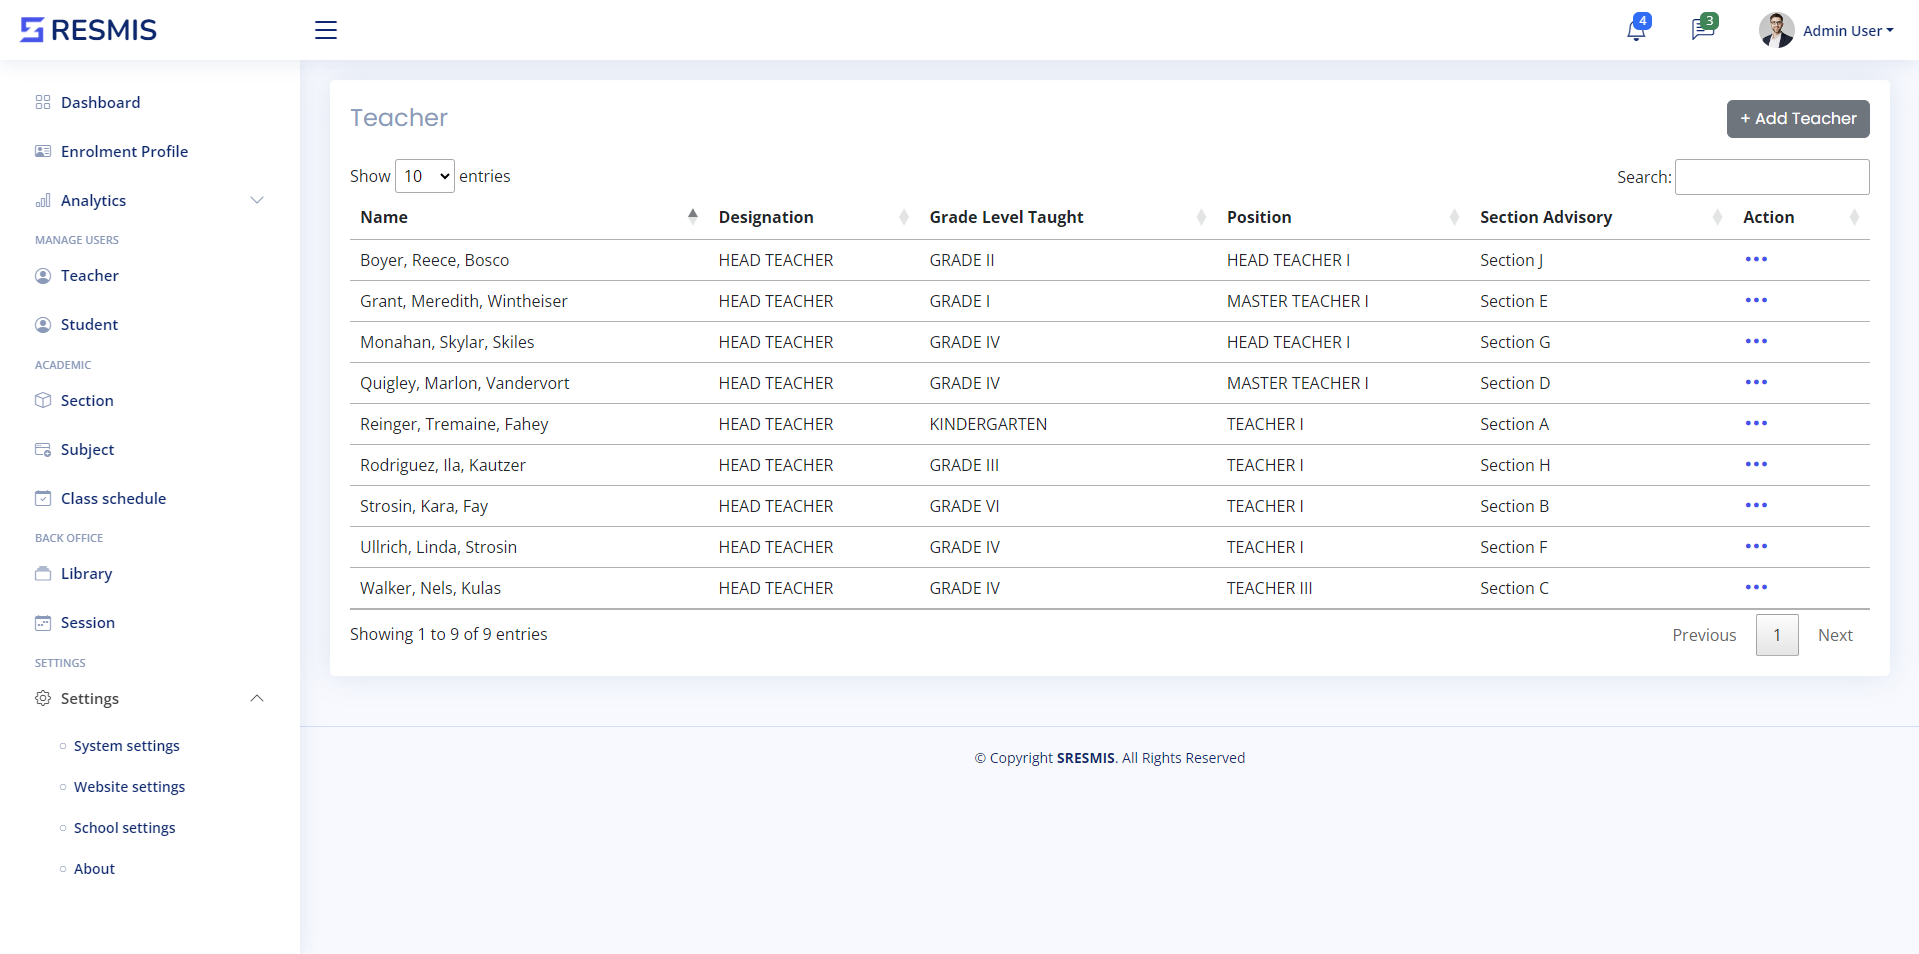 RESMIS
4
3
Admin User
Dashboard
Enrolment Profile
Analytics
MANAGE USERS
Teacher
Student
ACADEMIC
Section
Subject
Class schedule
BACK OFFICE
Library
Session
SETTINGS
Settings
System settings
Website settings
School settings
About
Teacher
+ Add Teacher
Show 10 entries
Search:
Name Designation Grade Level Taught Position Section Advisory Action
Boyer, Reece, Bosco HEAD TEACHER GRADE II HEAD TEACHER I Section J
Grant, Meredith, Wintheiser HEAD TEACHER GRADE I MASTER TEACHER I Section E
Monahan, Skylar, Skiles HEAD TEACHER GRADE IV HEAD TEACHER I Section G
Quigley, Marlon, Vandervort HEAD TEACHER GRADE IV MASTER TEACHER I Section D
Reinger, Tremaine, Fahey HEAD TEACHER KINDERGARTEN TEACHER I Section A
Rodriguez, Ila, Kautzer HEAD TEACHER GRADE III TEACHER I Section H
Strosin, Kara, Fay HEAD TEACHER GRADE VI TEACHER I Section B
Ullrich, Linda, Strosin HEAD TEACHER GRADE IV TEACHER I Section F
Walker, Nels, Kulas HEAD TEACHER GRADE IV TEACHER III Section C
Showing 1 to 9 of 9 entries
Previous 1 Next
© Copyright SRESMIS. All Rights Reserved